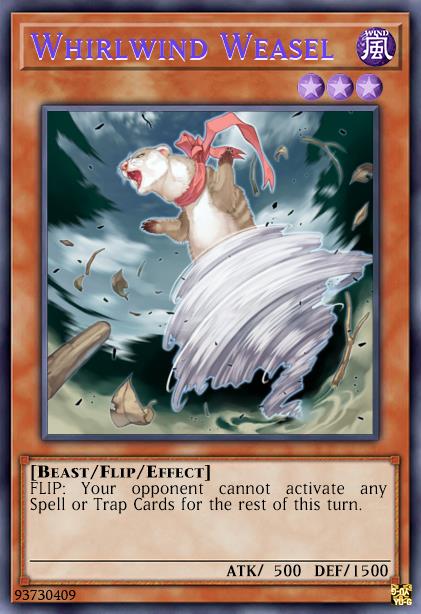 Whirlwind Weasel
WIND
風
[Beast/Flip/Effect]
FLIP: Your opponent cannot activate any
Spell or Trap Cards for the rest of this turn.
ATK/ 500 DEF/1500
93730409